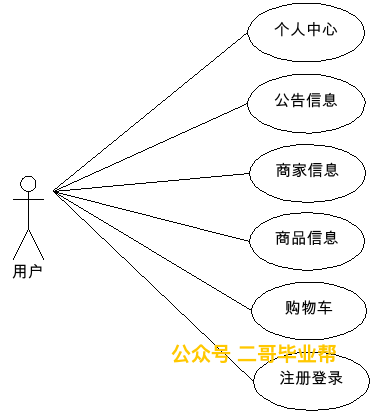 个人中心
公告信息
商家信息
商品信息
用户
购物车
公众号 二哥毕业帮
注册登录